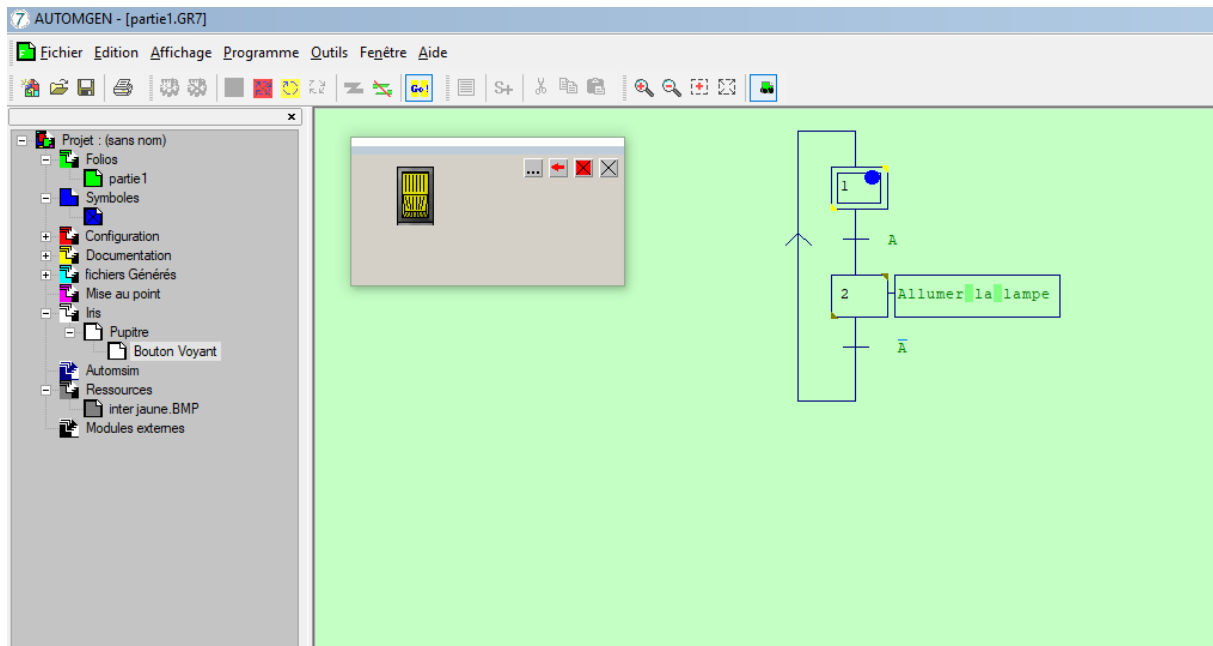 AUTOMGEN - [partie1.GR7]
Fichier Edition Affichage Programme Outils Fenêtre Aide
S+ Go!
Projet : (sans nom)
Folios
partie1
Symboles
Configuration
Documentation
fichiers Générés
Mise au point
Iris
Pupitre
Bouton Voyant
Automsim
Ressources
inter jaune.BMP
Modules externes
...
1
A
2 Allumer la lampe
A̅